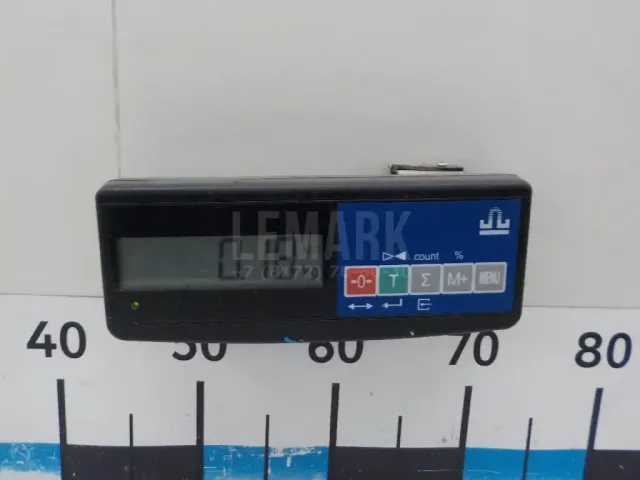 LEMARK
count %
→0← T Σ M+ MENU
40 50 60 70 80